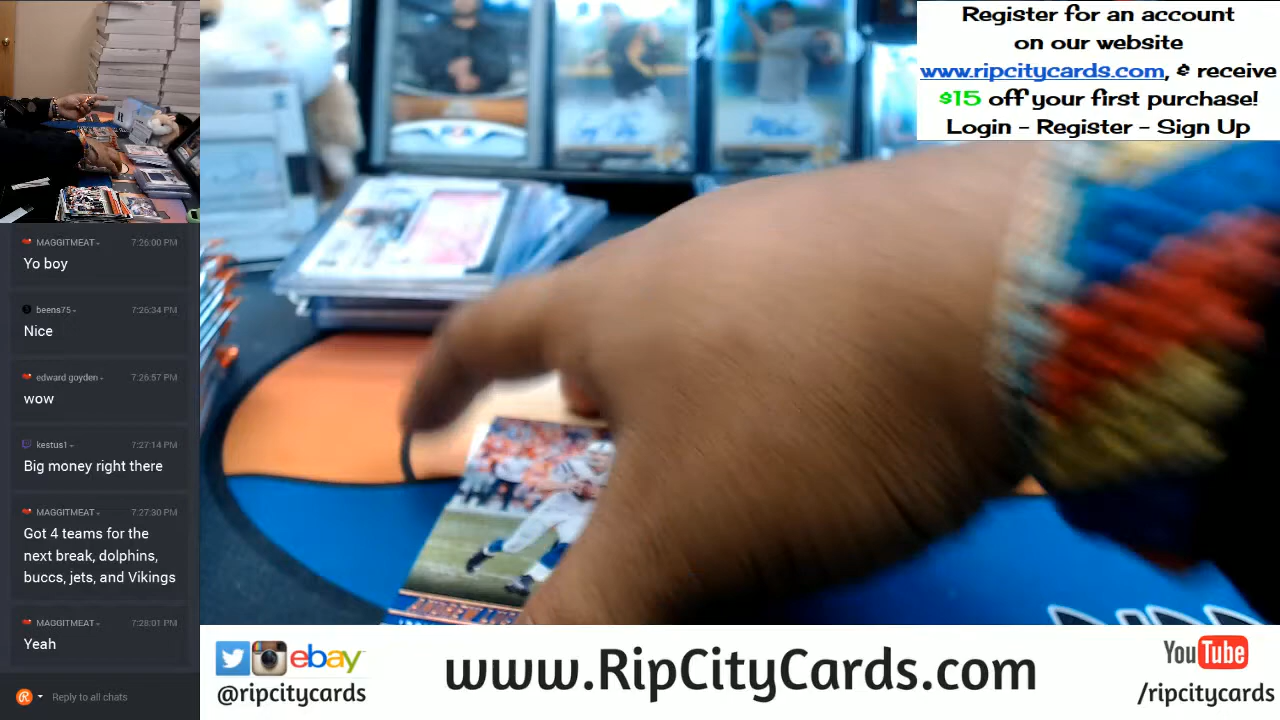 Register for an account
on our website
www.ripcitycards.com, & receive
$15 off your first purchase!
Login - Register - Sign Up
MAGGITMEAT 7:26:00 PM
Yo boy
beens75 7:26:34 PM
Nice
edward goyden 7:26:57 PM
wow
kestus1 7:27:14 PM
Big money right there
MAGGITMEAT 7:27:30 PM
Got 4 teams for the
next break, dolphins,
buccs, jets, and Vikings
MAGGITMEAT 7:28:01 PM
Yeah
Reply to all chats
ebay
@ripcitycards
www.RipCityCards.com
YouTube
/ripcitycards